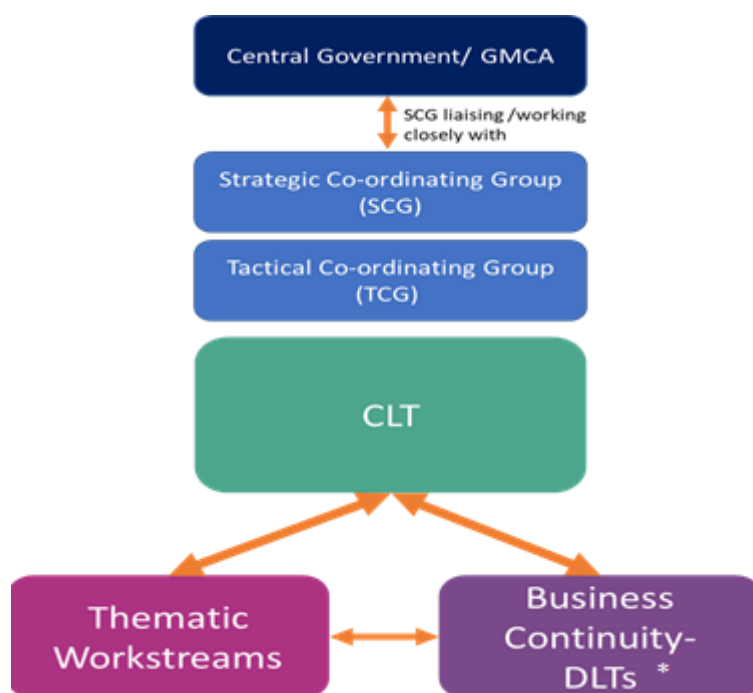 Central Government/ GMCA
SCG liaising /working
closely with
Strategic Co-ordinating Group
(SCG)
Tactical Co-ordinating Group
(TCG)
CLT
Thematic
Workstreams
Business
Continuity-
DLTs *